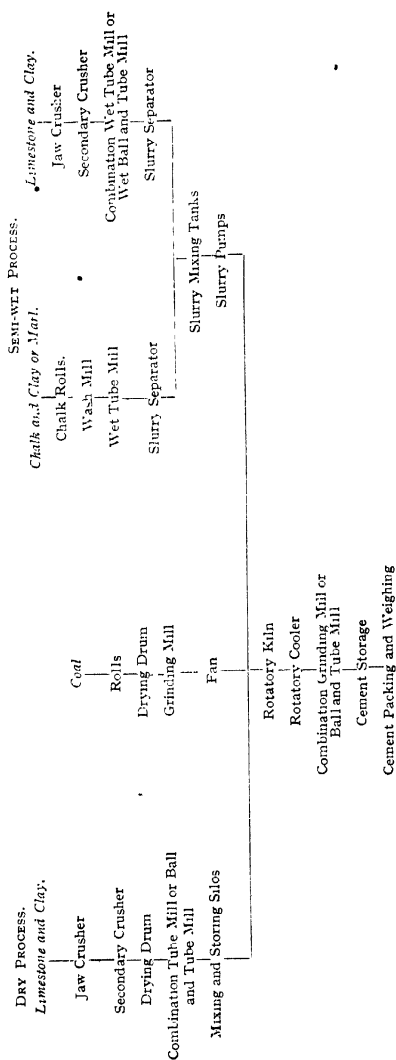 DRY PROCESS.
Limestone and Clay.
Jaw Crusher
Secondary Crusher
Drying Drum
Combination Tube Mill or Ball
and Tube Mill
Mixing and Storing Silos
Coal
Rolls
Drying Drum
Grinding Mill
Fan
SEMI-WET PROCESS.
Chalk and Clay or Marl.
Chalk Rolls.
Wash Mill
Wet Tube Mill
Slurry Separator
Limestone and Clay.
Jaw Crusher
Secondary Crusher
Combination Wet Tube Mill or
Wet Ball and Tube Mill
Slurry Separator
Slurry Mixing Tanks
Slurry Pumps
Rotatory Kiln
Rotatory Cooler
Combination Grinding Mill or
Ball and Tube Mill
Cement Storage
Cement Packing and Weighing